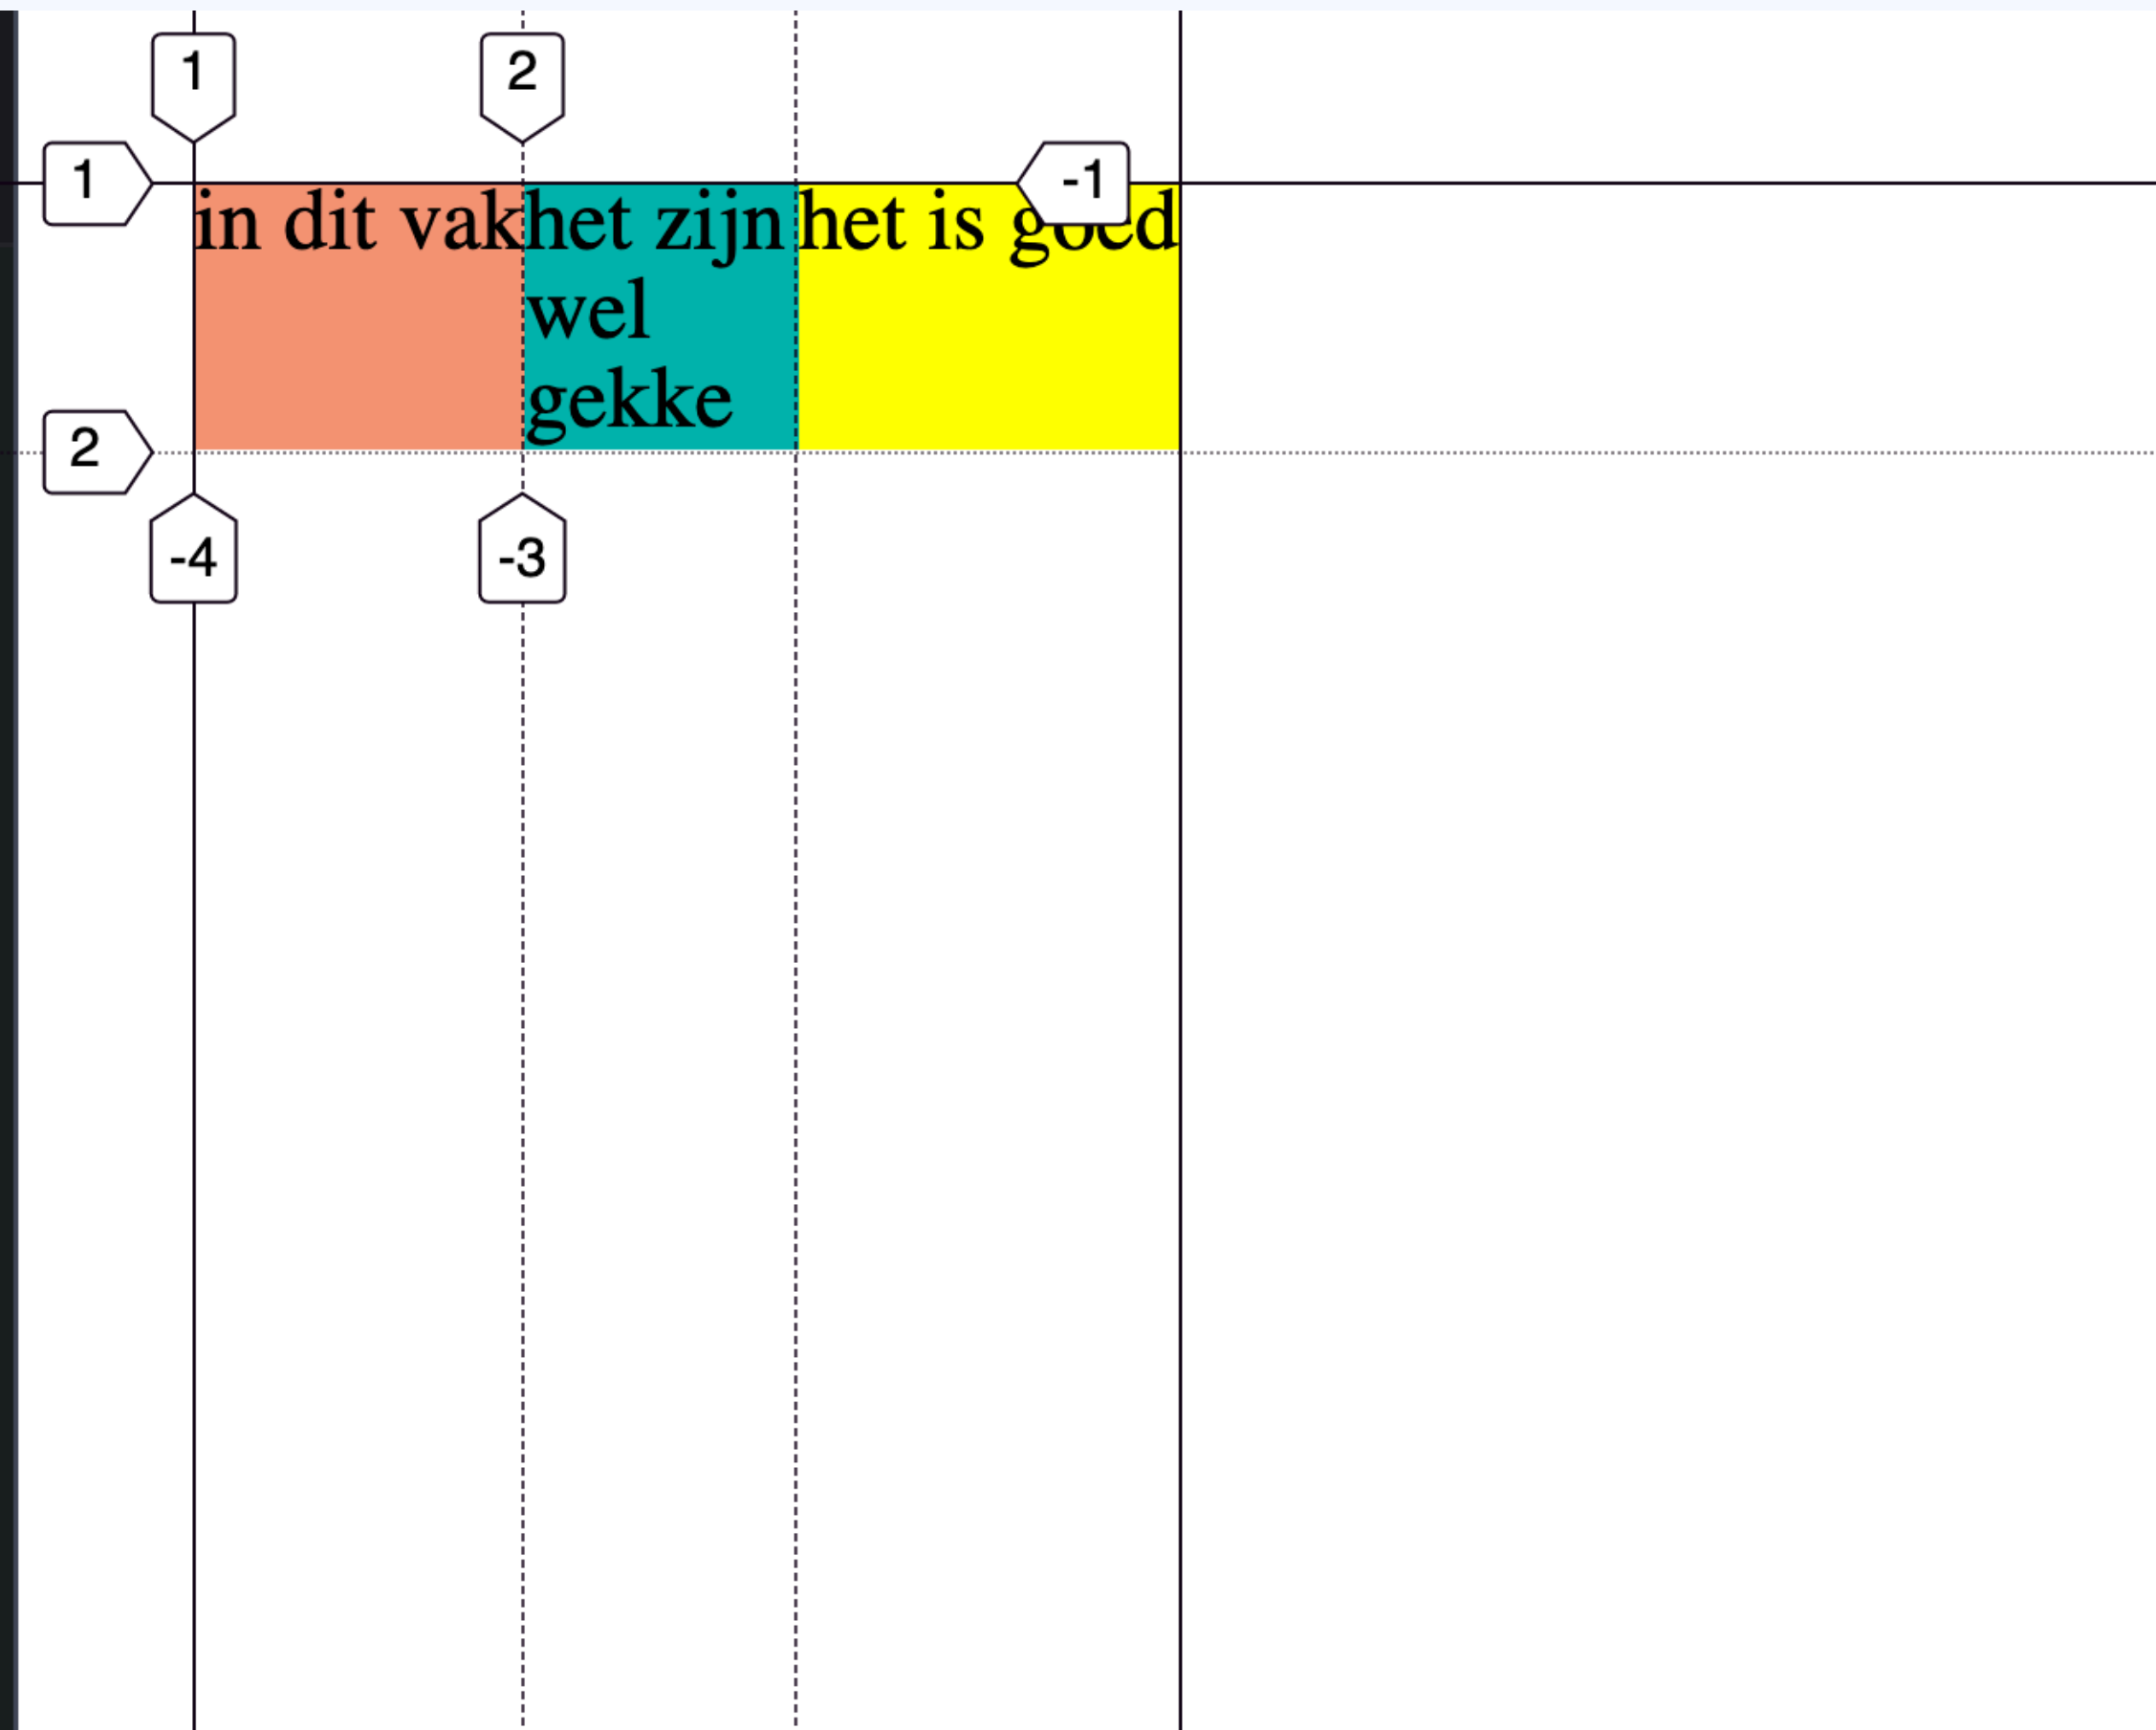 1
2
1
-1
in dit vak
het zijn
wel
gekke
het is goed
2
-4
-3